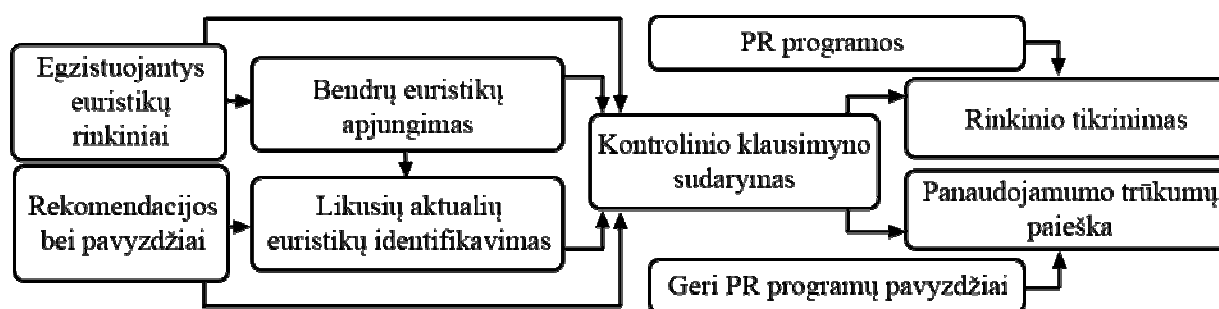 Egzistuojantys
euristikų
rinkiniai
Rekomendacijos
bei pavyzdžiai
Bendrų euristikų
apjungimas
Likusių aktualių
euristikų identifikavimas
Kontrolinio klausimyno
sudarymas
PR programos
Rinkinio tikrinimas
Panaudojamumo trūkumų
paieška
Geri PR programų pavyzdžiai